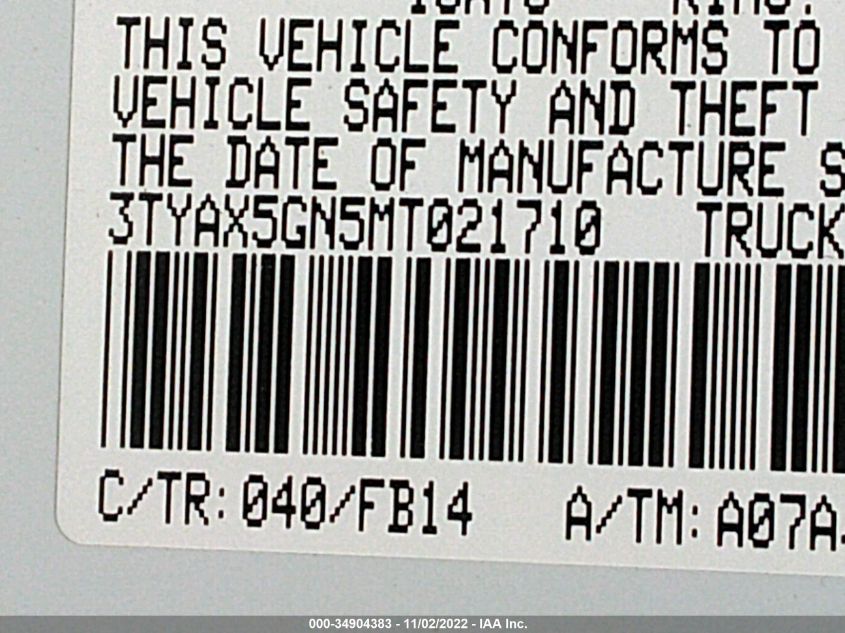 THIS VEHICLE CONFORMS TO
VEHICLE SAFETY AND THEFT
THE DATE OF MANUFACTURE S
3TYAX5GN5MT021710 TRUCK
C/TR: 040/FB14 A/TM: A07A
000-34904383 - 11/02/2022 - IAA Inc.